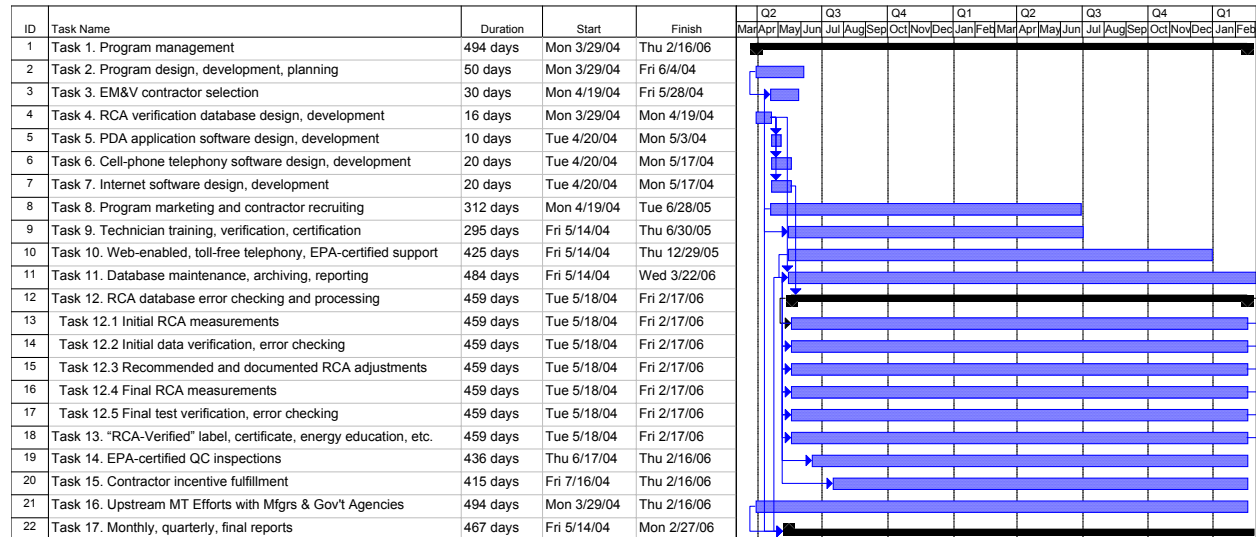 Q2 Q3 Q4 Q1 Q2 Q3 Q4 Q1
ID Task Name Duration Start Finish Mar Apr May Jun Jul Aug Sep Oct Nov Dec Jan Feb Mar Apr May Jun Jul Aug Sep Oct Nov Dec Jan Feb
1 Task 1. Program management 494 days Mon 3/29/04 Thu 2/16/06
2 Task 2. Program design, development, planning 50 days Mon 3/29/04 Fri 6/4/04
3 Task 3. EM&V contractor selection 30 days Mon 4/19/04 Fri 5/28/04
4 Task 4. RCA verification database design, development 16 days Mon 3/29/04 Mon 4/19/04
5 Task 5. PDA application software design, development 10 days Tue 4/20/04 Mon 5/3/04
6 Task 6. Cell-phone telephony software design, development 20 days Tue 4/20/04 Mon 5/17/04
7 Task 7. Internet software design, development 20 days Tue 4/20/04 Mon 5/17/04
8 Task 8. Program marketing and contractor recruiting 312 days Mon 4/19/04 Tue 6/28/05
9 Task 9. Technician training, verification, certification 295 days Fri 5/14/04 Thu 6/30/05
10 Task 10. Web-enabled, toll-free telephony, EPA-certified support 425 days Fri 5/14/04 Thu 12/29/05
11 Task 11. Database maintenance, archiving, reporting 484 days Fri 5/14/04 Wed 3/22/06
12 Task 12. RCA database error checking and processing 459 days Tue 5/18/04 Fri 2/17/06
13 Task 12.1 Initial RCA measurements 459 days Tue 5/18/04 Fri 2/17/06
14 Task 12.2 Initial data verification, error checking 459 days Tue 5/18/04 Fri 2/17/06
15 Task 12.3 Recommended and documented RCA adjustments 459 days Tue 5/18/04 Fri 2/17/06
16 Task 12.4 Final RCA measurements 459 days Tue 5/18/04 Fri 2/17/06
17 Task 12.5 Final test verification, error checking 459 days Tue 5/18/04 Fri 2/17/06
18 Task 13. “RCA-Verified” label, certificate, energy education, etc. 459 days Tue 5/18/04 Fri 2/17/06
19 Task 14. EPA-certified QC inspections 436 days Thu 6/17/04 Thu 2/16/06
20 Task 15. Contractor incentive fulfillment 415 days Fri 7/16/04 Thu 2/16/06
21 Task 16. Upstream MT Efforts with Mfgrs & Gov't Agencies 494 days Mon 3/29/04 Thu 2/16/06
22 Task 17. Monthly, quarterly, final reports 467 days Fri 5/14/04 Mon 2/27/06